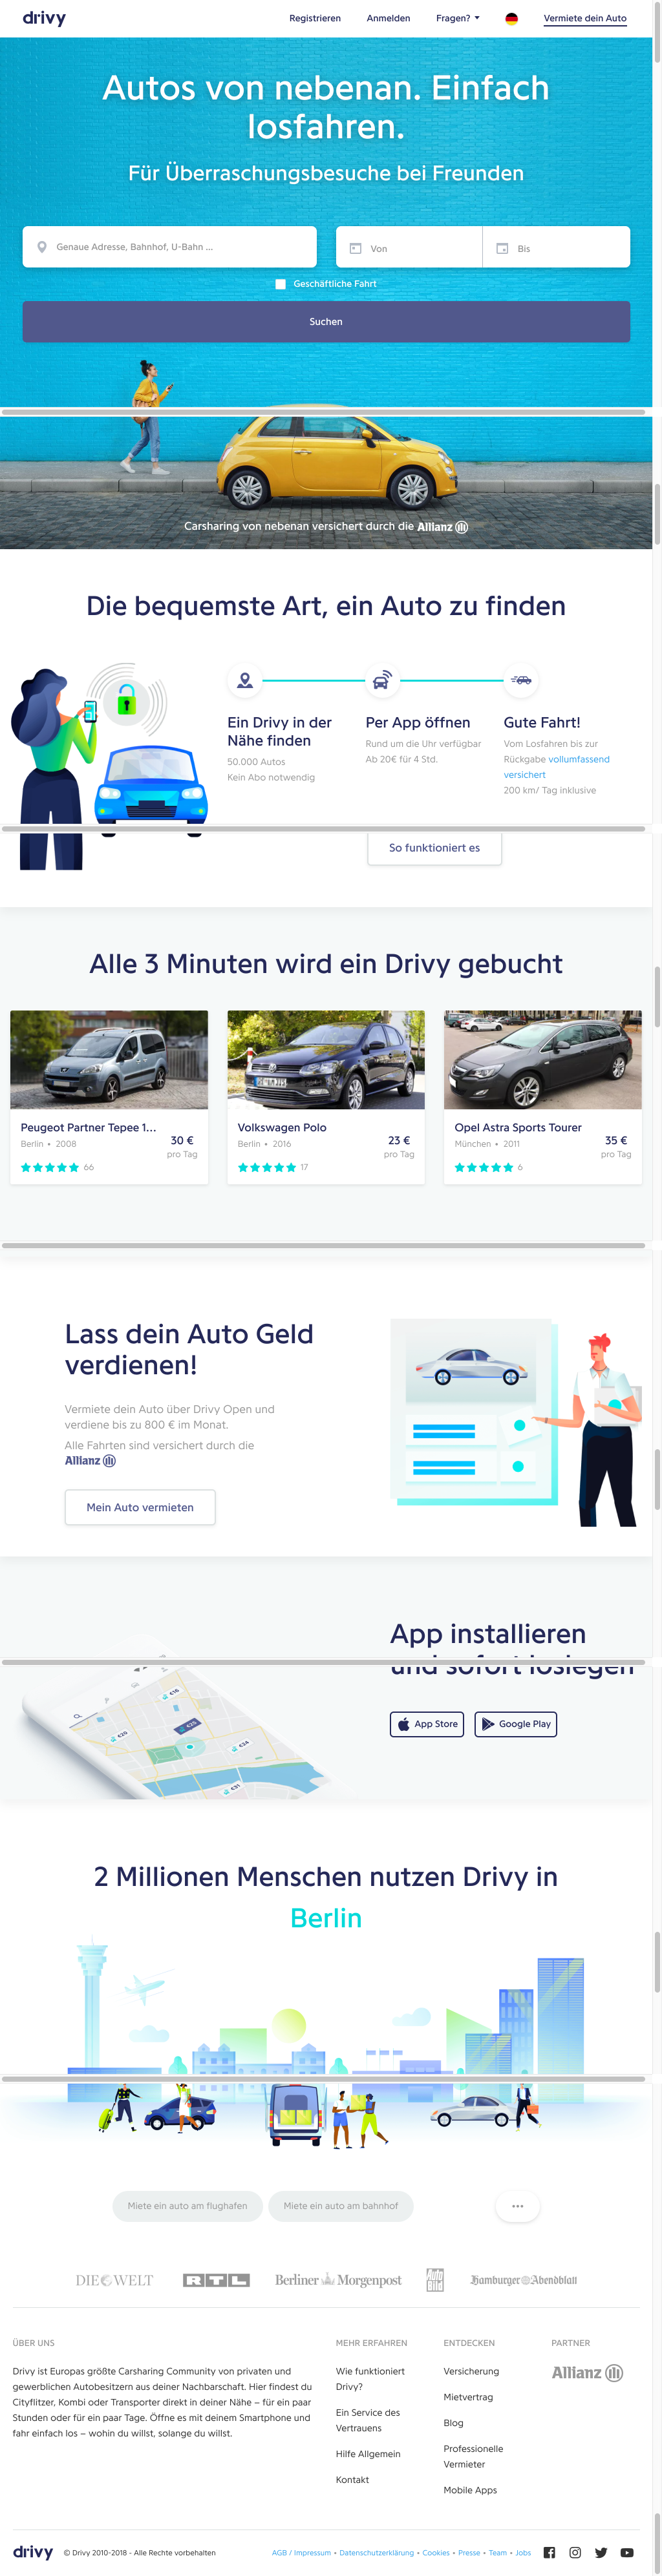 drivy
Registrieren
Anmelden
Fragen?
Vermiete dein Auto
Autos von nebenan. Einfach
losfahren.
Für Überraschungsbesuche bei Freunden
Genaue Adresse, Bahnhof, U-Bahn ...
Von
Bis
Geschäftliche Fahrt
Suchen
Carsharing von nebenan versichert durch die Allianz
Die bequemste Art, ein Auto zu finden
Ein Drivy in der
Nähe finden
50.000 Autos
Kein Abo notwendig
Per App öffnen
Rund um die Uhr verfügbar
Ab 20€ für 4 Std.
Gute Fahrt!
Vom Losfahren bis zur
Rückgabe vollumfassend
versichert
200 km/ Tag inklusive
So funktioniert es
Alle 3 Minuten wird ein Drivy gebucht
Peugeot Partner Tepee 1...
Berlin • 2008
30 €
pro Tag
66
Volkswagen Polo
Berlin • 2016
23 €
pro Tag
17
Opel Astra Sports Tourer
München • 2011
35 €
pro Tag
6
Lass dein Auto Geld
verdienen!
Vermiete dein Auto über Drivy Open und
verdiene bis zu 800 € im Monat.
Alle Fahrten sind versichert durch die
Allianz
Mein Auto vermieten
App installieren
und sofort loslegen
App Store
Google Play
2 Millionen Menschen nutzen Drivy in
Berlin
Miete ein auto am flughafen
Miete ein auto am bahnhof
•••
DIE WELT
RTL
Berliner Morgenpost
Auto Bild
Hamburger Abendblatt
ÜBER UNS
Drivy ist Europas größte Carsharing Community von privaten und
gewerblichen Autobesitzern aus deiner Nachbarschaft. Hier findest du
Cityflitzer, Kombi oder Transporter direkt in deiner Nähe – für ein paar
Stunden oder für ein paar Tage. Öffne es mit deinem Smartphone und
fahr einfach los – wohin du willst, solange du willst.
MEHR ERFAHREN
Wie funktioniert
Drivy?
Ein Service des
Vertrauens
Hilfe Allgemein
Kontakt
ENTDECKEN
Versicherung
Mietvertrag
Blog
Professionelle
Vermieter
Mobile Apps
PARTNER
Allianz
drivy
© Drivy 2010-2018 - Alle Rechte vorbehalten
AGB / Impressum • Datenschutzerklärung • Cookies • Presse • Team • Jobs